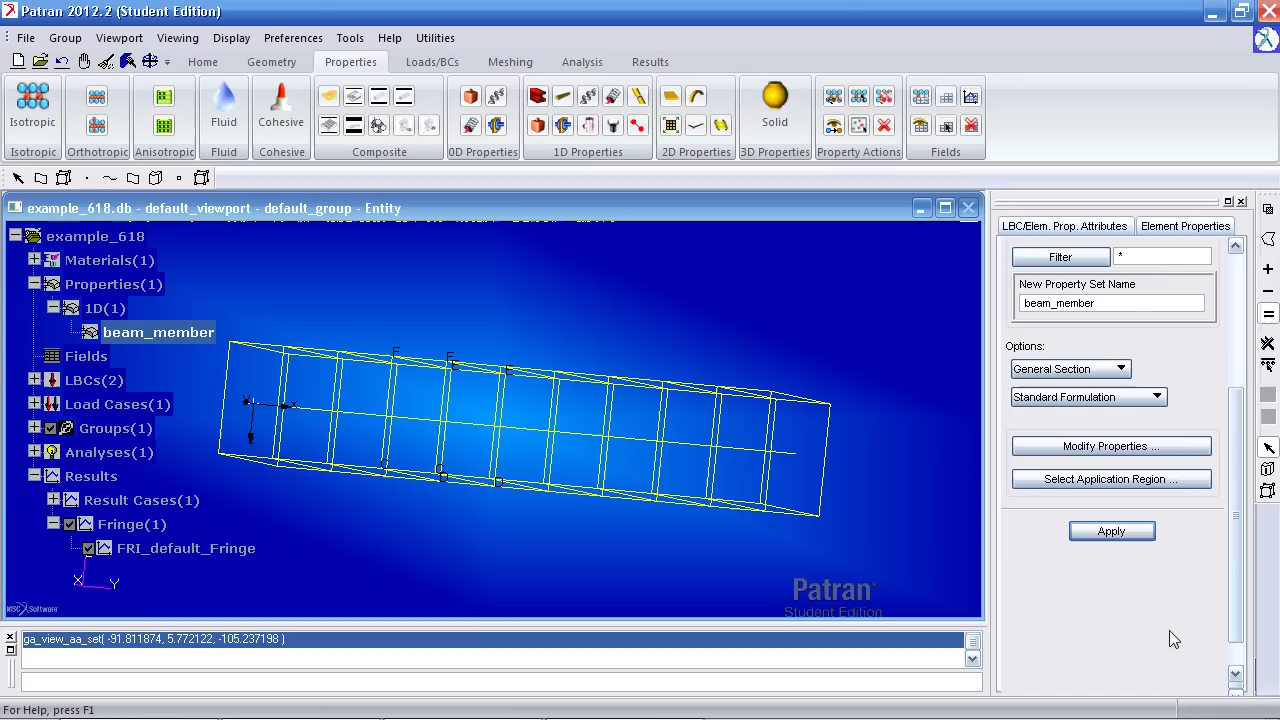 Patran 2012.2 (Student Edition)
File Group Viewport Viewing Display Preferences Tools Help Utilities
Home Geometry Properties Loads/BCs Meshing Analysis Results
Isotropic Fluid Cohesive Solid
Isotropic Orthotropic Anisotropic Fluid Cohesive Composite 0D Properties 1D Properties 2D Properties 3D Properties Property Actions Fields
example_618.db - default_viewport - default_group - Entity
example_618
Materials(1)
Properties(1)
1D(1)
beam_member
Fields
LBCs(2)
Load Cases(1)
Groups(1)
Analyses(1)
Results
Result Cases(1)
Fringe(1)
FRI_default_Fringe
X Y
MSC Software
Patran
Student Edition
LBC/Elem. Prop. Attributes Element Properties
Filter *
New Property Set Name
beam_member
Options:
General Section
Standard Formulation
Modify Properties ...
Select Application Region ...
Apply
ga_view_aa_set( -91.811874, 5.772122, -105.237198 )
For Help, press F1